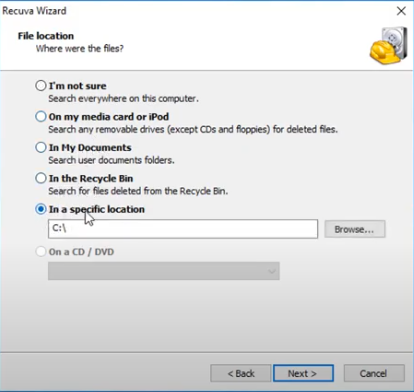 Recuva Wizard
File location
Where were the files?
I'm not sure
Search everywhere on this computer.
On my media card or iPod
Search any removable drives (except CDs and floppies) for deleted files.
In My Documents
Search user documents folders.
In the Recycle Bin
Search for files deleted from the Recycle Bin.
In a specific location
C:\
Browse...
On a CD / DVD
< Back Next > Cancel